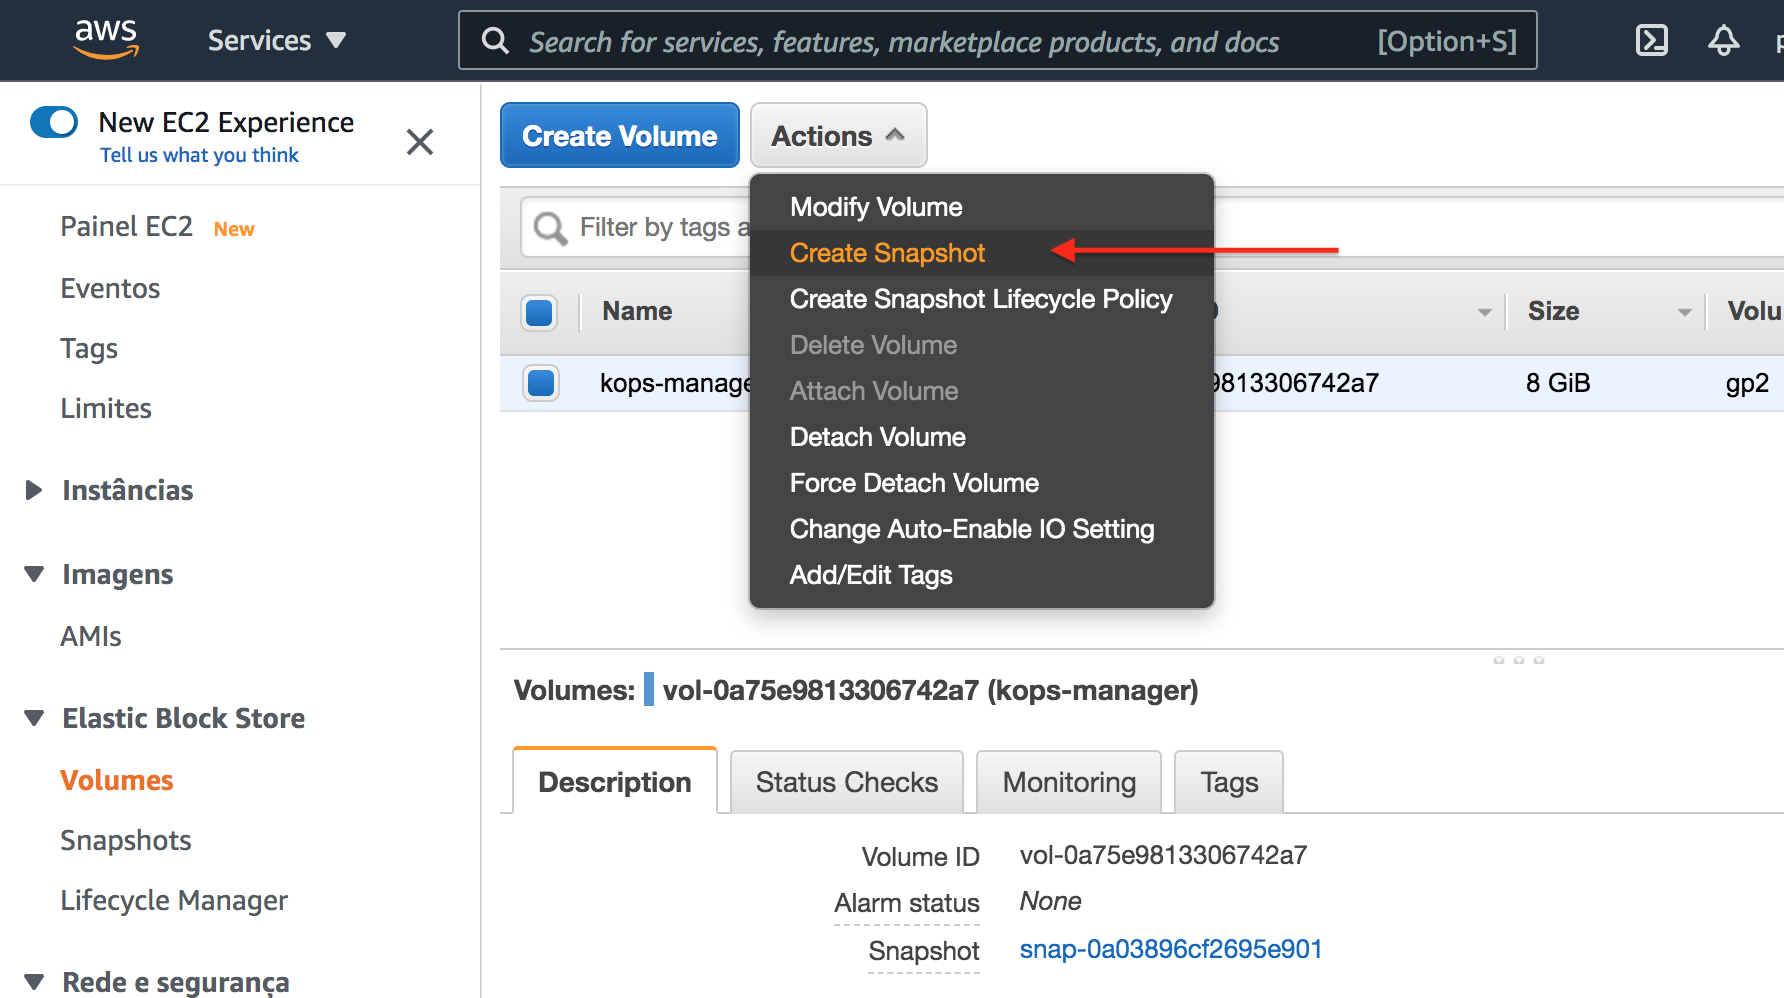 aws Services Search for services, features, marketplace products, and docs [Option+S]
New EC2 Experience
Tell us what you think
Painel EC2 New
Eventos
Tags
Limites
Instâncias
Imagens
AMIs
Elastic Block Store
Volumes
Snapshots
Lifecycle Manager
Rede e segurança
Create Volume Actions
Filter by tags
Modify Volume
Create Snapshot
Create Snapshot Lifecycle Policy
Delete Volume
Attach Volume
Detach Volume
Force Detach Volume
Change Auto-Enable IO Setting
Add/Edit Tags
Name Size Volu
kops-manage 9813306742a7 8 GiB gp2
Volumes: vol-0a75e9813306742a7 (kops-manager)
Description Status Checks Monitoring Tags
Volume ID vol-0a75e9813306742a7
Alarm status None
Snapshot snap-0a03896cf2695e901